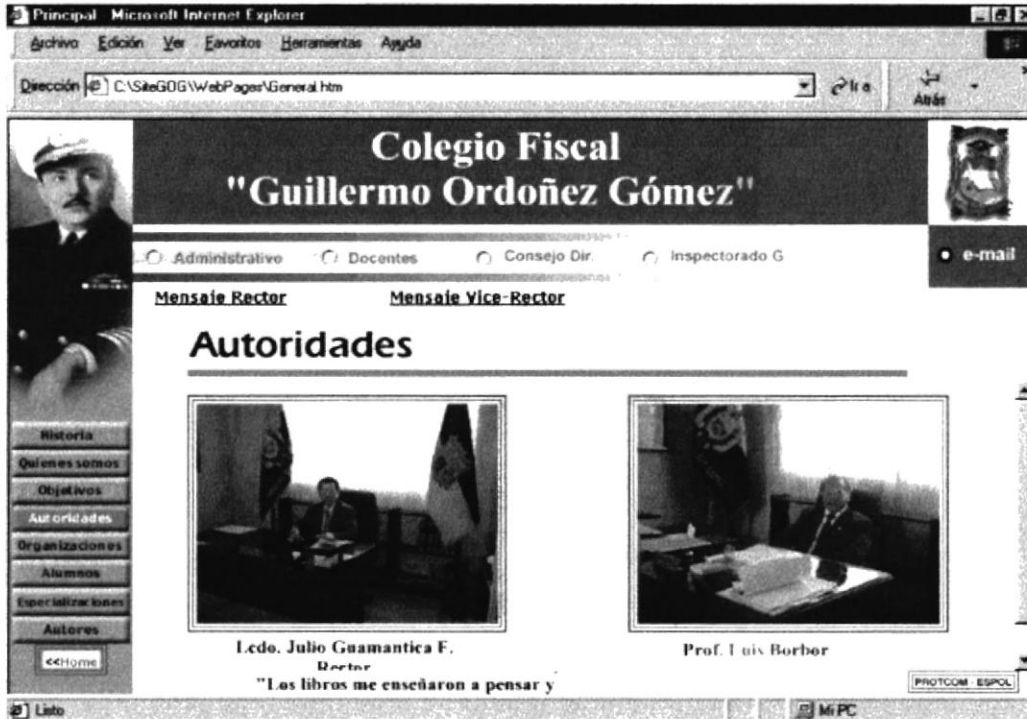 Principal - Microsoft Internet Explorer
Archivo Edición Ver Favoritos Herramientas Ayuda
Dirección C:\SiteGOG\WebPages\General.htm Ir a Atrás
Colegio Fiscal
"Guillermo Ordoñez Gómez"
Administrativo Docentes Consejo Dir. Inspectorado G
e-mail
Mensaje Rector Mensaje Vice-Rector
Autoridades
Historia
Quienes somos
Objetivos
Autoridades
Organizaciones
Alumnos
Especializaciones
Autores
<<Home
Lcdo. Julio Guamantica F.
Rector
Prof. Luis Borbor
"Los libros me enseñaron a pensar y
PROTCOM - ESPOL
Listo Mi PC